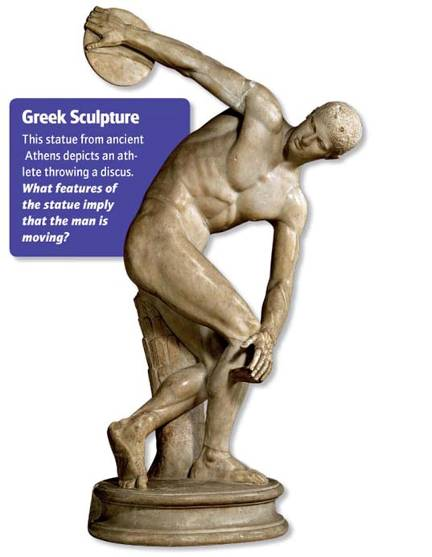 Greek Sculpture
This statue from ancient
Athens depicts an ath-
lete throwing a discus.
What features of
the statue imply
that the man is
moving?